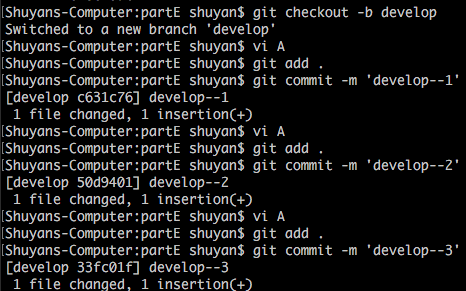 Shuyans-Computer:partE shuyan$ git checkout -b develop
Switched to a new branch 'develop'
[Shuyans-Computer:partE shuyan$ vi A
[Shuyans-Computer:partE shuyan$ git add .
[Shuyans-Computer:partE shuyan$ git commit -m 'develop--1'
[develop c631c76] develop--1
 1 file changed, 1 insertion(+)
[Shuyans-Computer:partE shuyan$ vi A
[Shuyans-Computer:partE shuyan$ git add .
[Shuyans-Computer:partE shuyan$ git commit -m 'develop--2'
[develop 50d9401] develop--2
 1 file changed, 1 insertion(+)
[Shuyans-Computer:partE shuyan$ vi A
[Shuyans-Computer:partE shuyan$ git add .
[Shuyans-Computer:partE shuyan$ git commit -m 'develop--3'
[develop 33fc01f] develop--3
 1 file changed, 1 insertion(+)